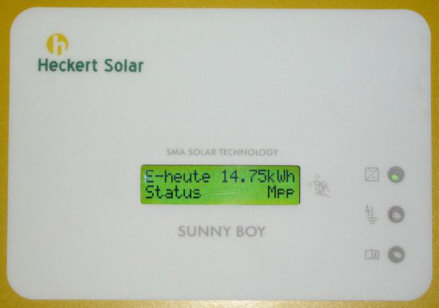 h
Heckert Solar
SMA SOLAR TECHNOLOGY
E-heute 14.75kWh
Status Mpp
SUNNY BOY